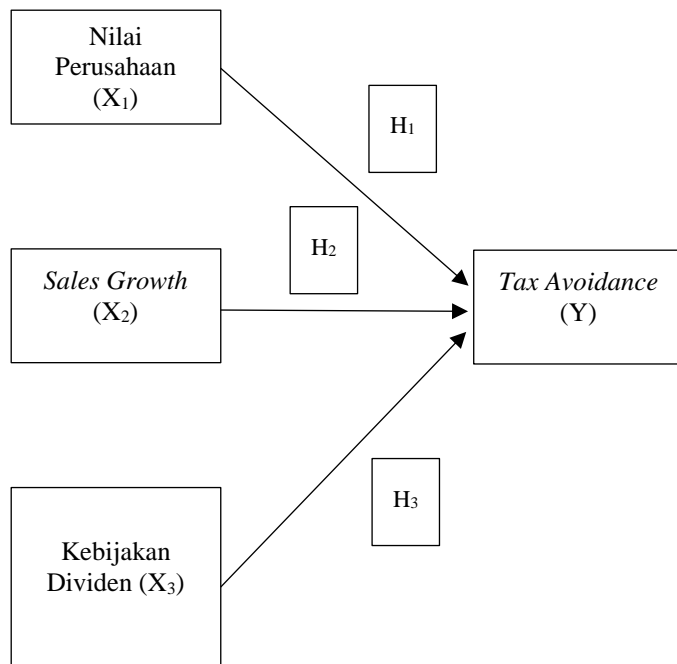 Nilai
Perusahaan
(X₁)
H₁
H₂
Sales Growth
(X₂)
Tax Avoidance
(Y)
H₃
Kebijakan
Dividen (X₃)